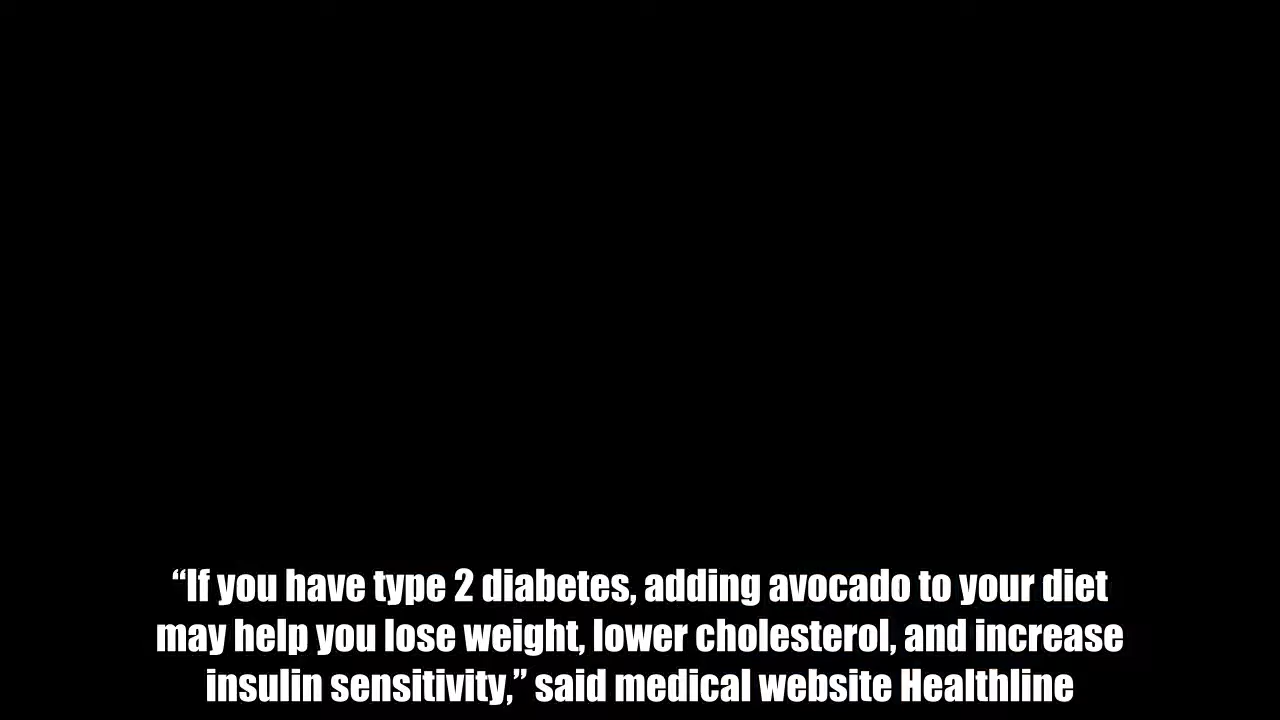 “If you have type 2 diabetes, adding avocado to your diet
may help you lose weight, lower cholesterol, and increase
insulin sensitivity,” said medical website Healthline